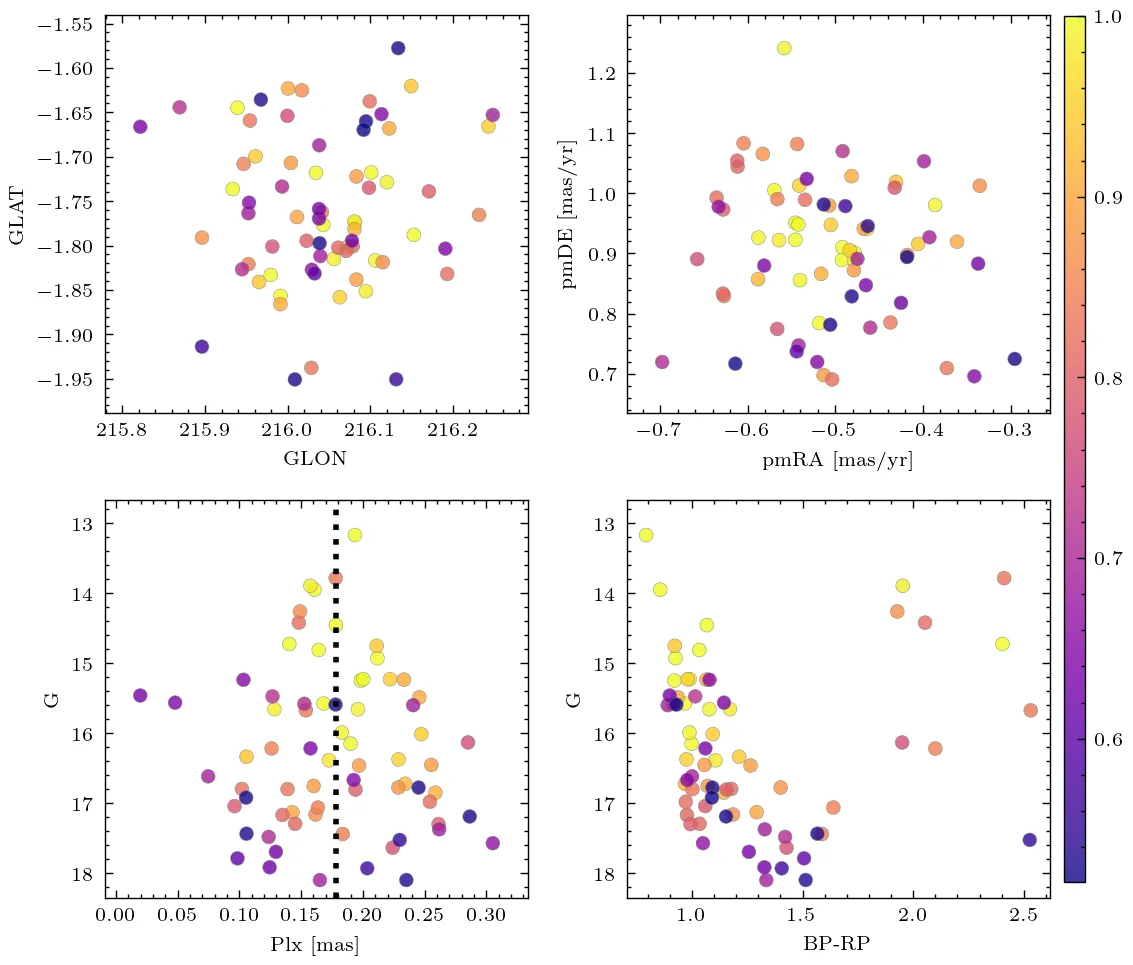 −1.55
−1.60
−1.65
−1.70
−1.75
−1.80
−1.85
−1.90
−1.95
GLAT
215.8 215.9 216.0 216.1 216.2
GLON
1.2
1.1
1.0
0.9
0.8
0.7
pmDE [mas/yr]
−0.7 −0.6 −0.5 −0.4 −0.3
pmRA [mas/yr]
1.0
0.9
0.8
0.7
0.6
13
14
15
16
17
18
G
0.00 0.05 0.10 0.15 0.20 0.25 0.30
Plx [mas]
13
14
15
16
17
18
G
1.0 1.5 2.0 2.5
BP-RP